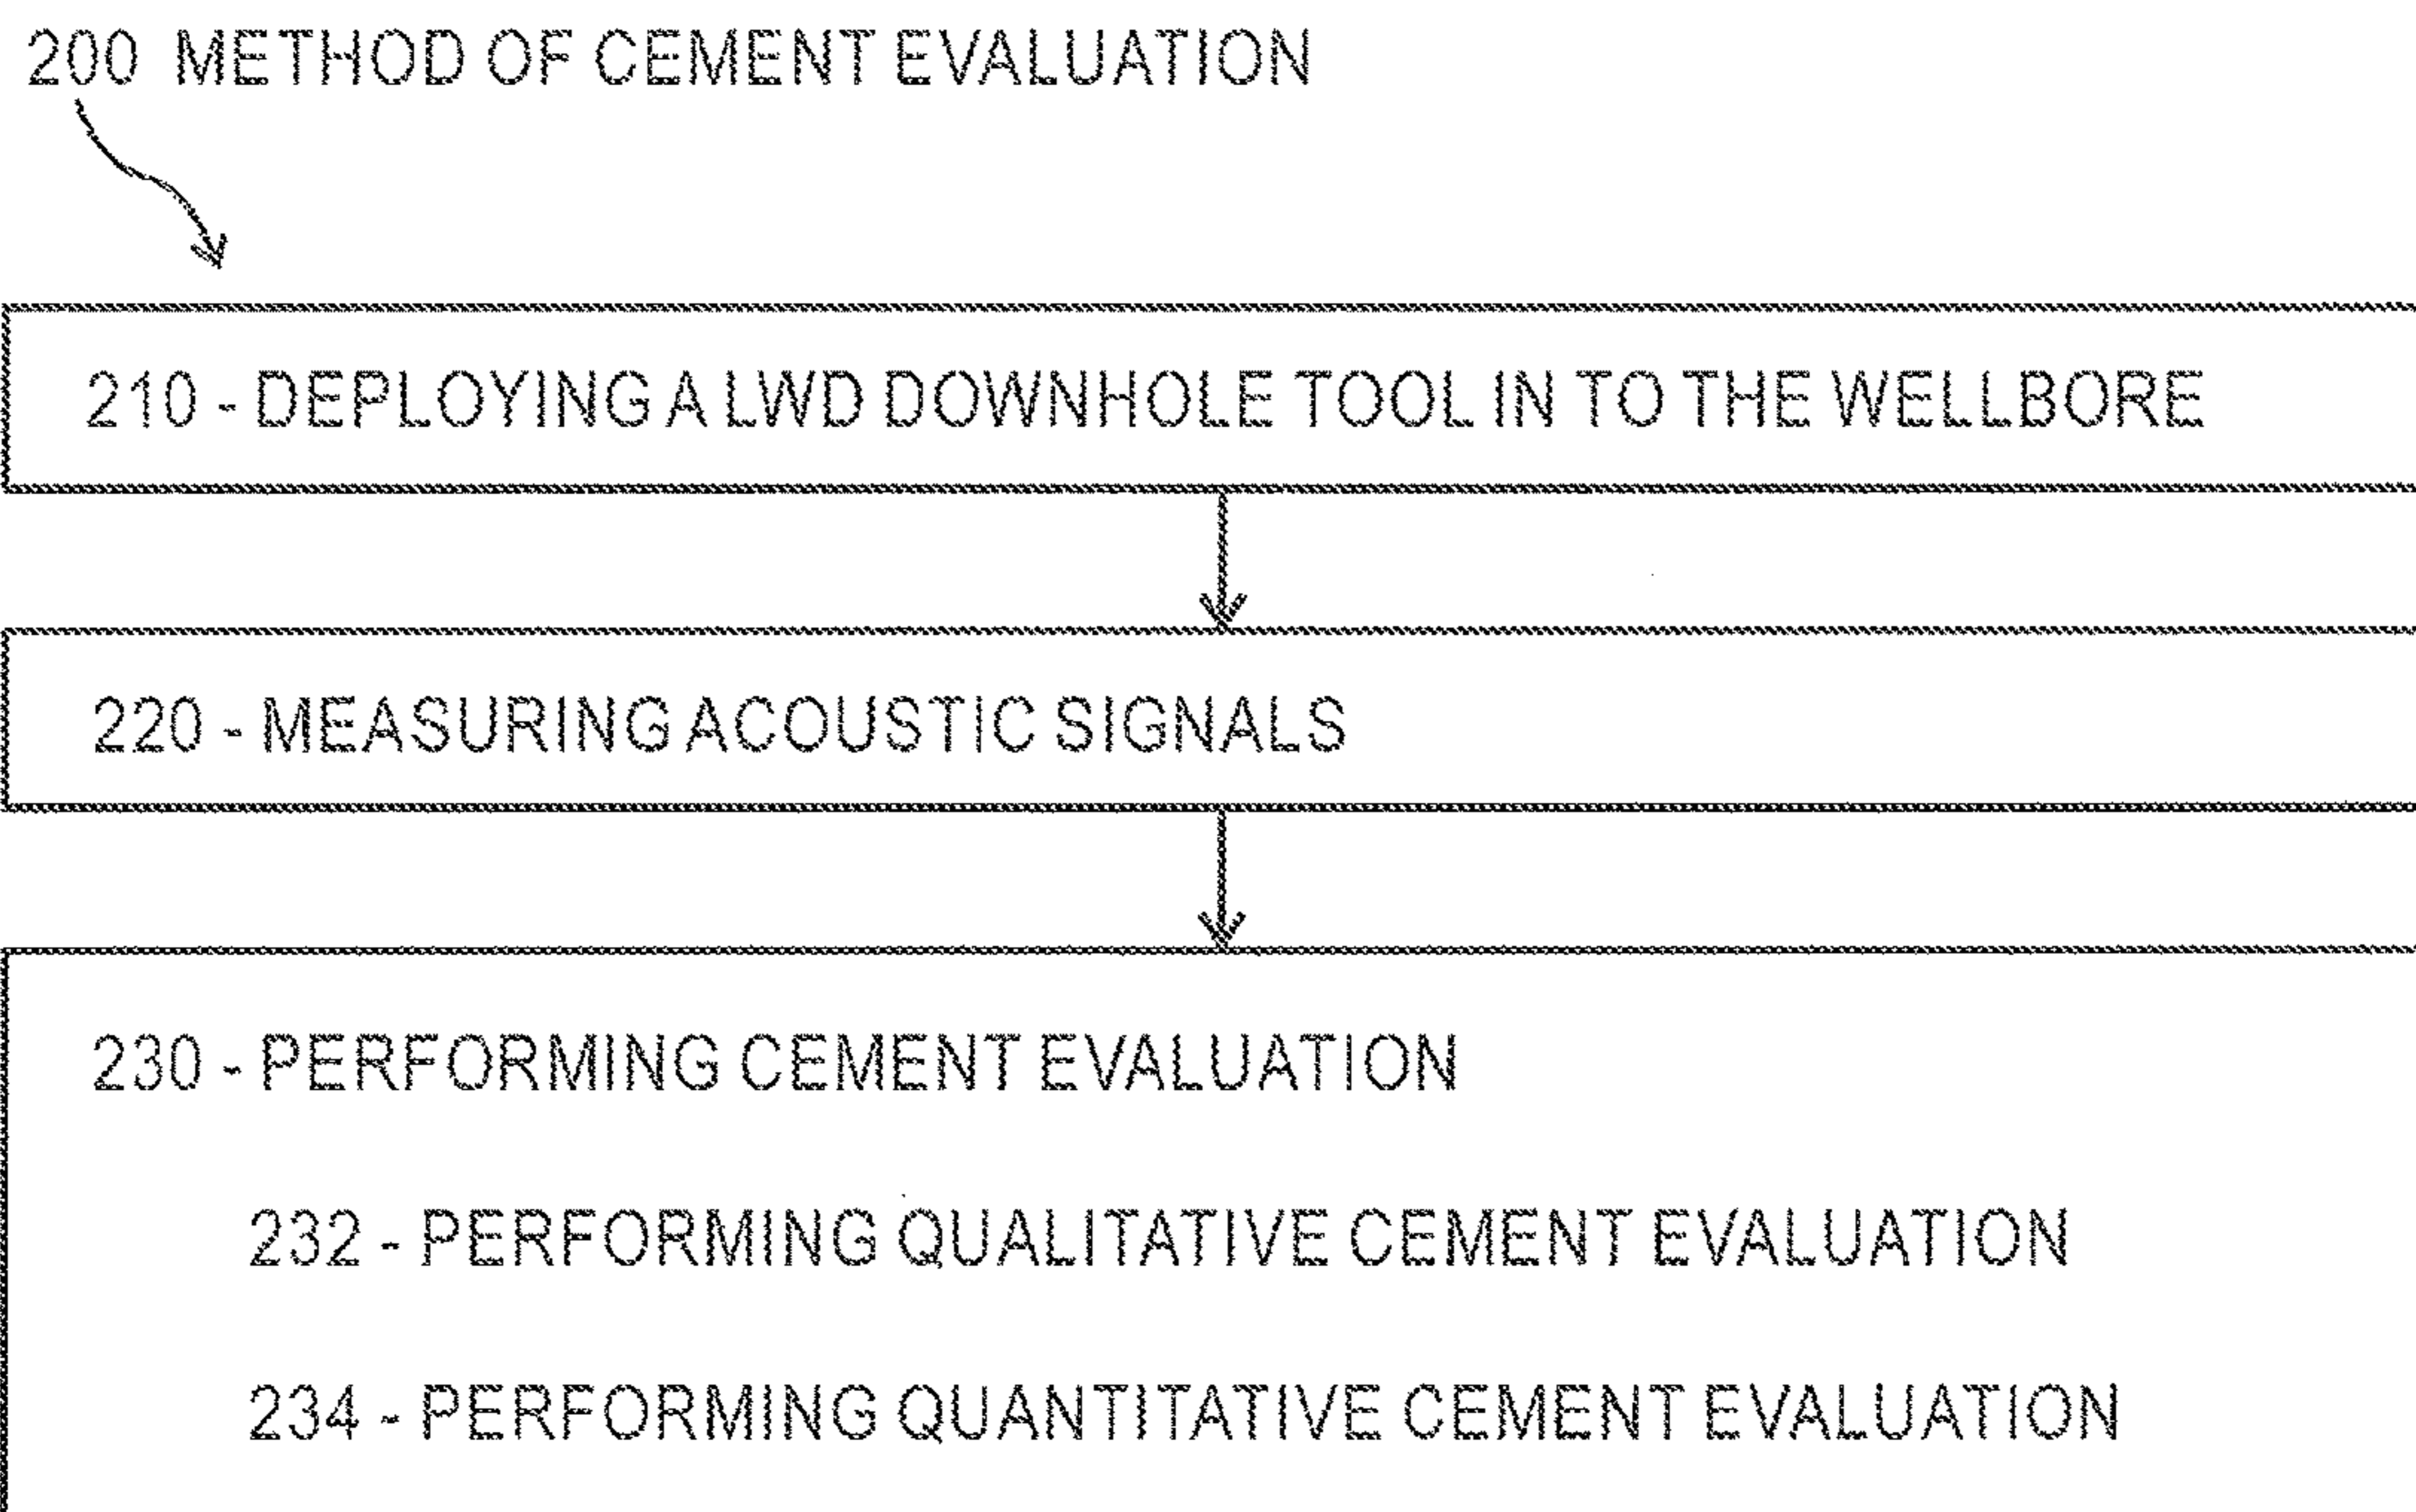 200 METHOD OF CEMENT EVALUATION
210 - DEPLOYING A LWD DOWNHOLE TOOL IN TO THE WELLBORE
220 - MEASURING ACOUSTIC SIGNALS
230 - PERFORMING CEMENT EVALUATION
232 - PERFORMING QUALITATIVE CEMENT EVALUATION
234 - PERFORMING QUANTITATIVE CEMENT EVALUATION